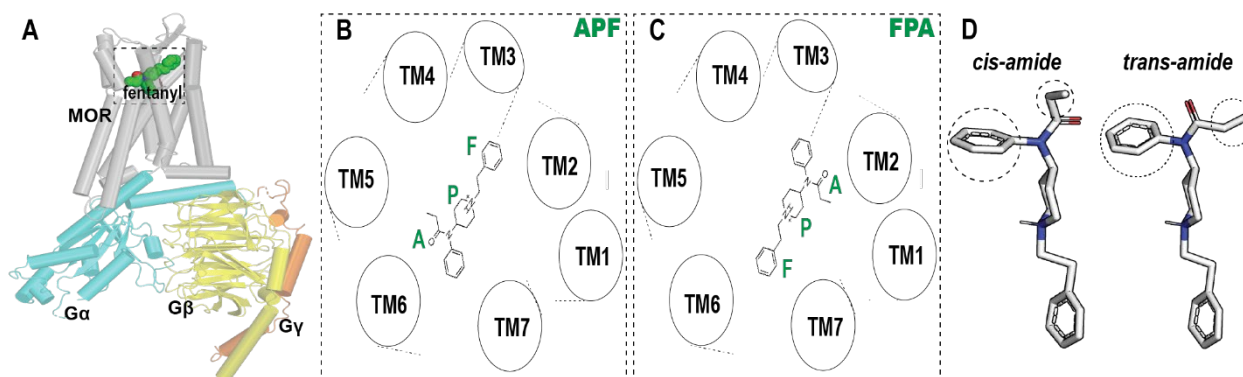 A
MOR
fentanyl
Gα
Gβ
Gγ
B
APF
TM4
TM3
TM5
TM2
TM6
TM1
TM7
F
P
A
N
O
N
C
FPA
TM4
TM3
TM5
TM2
TM6
TM1
TM7
N
O
A
P
N
F
D
cis-amide
trans-amide